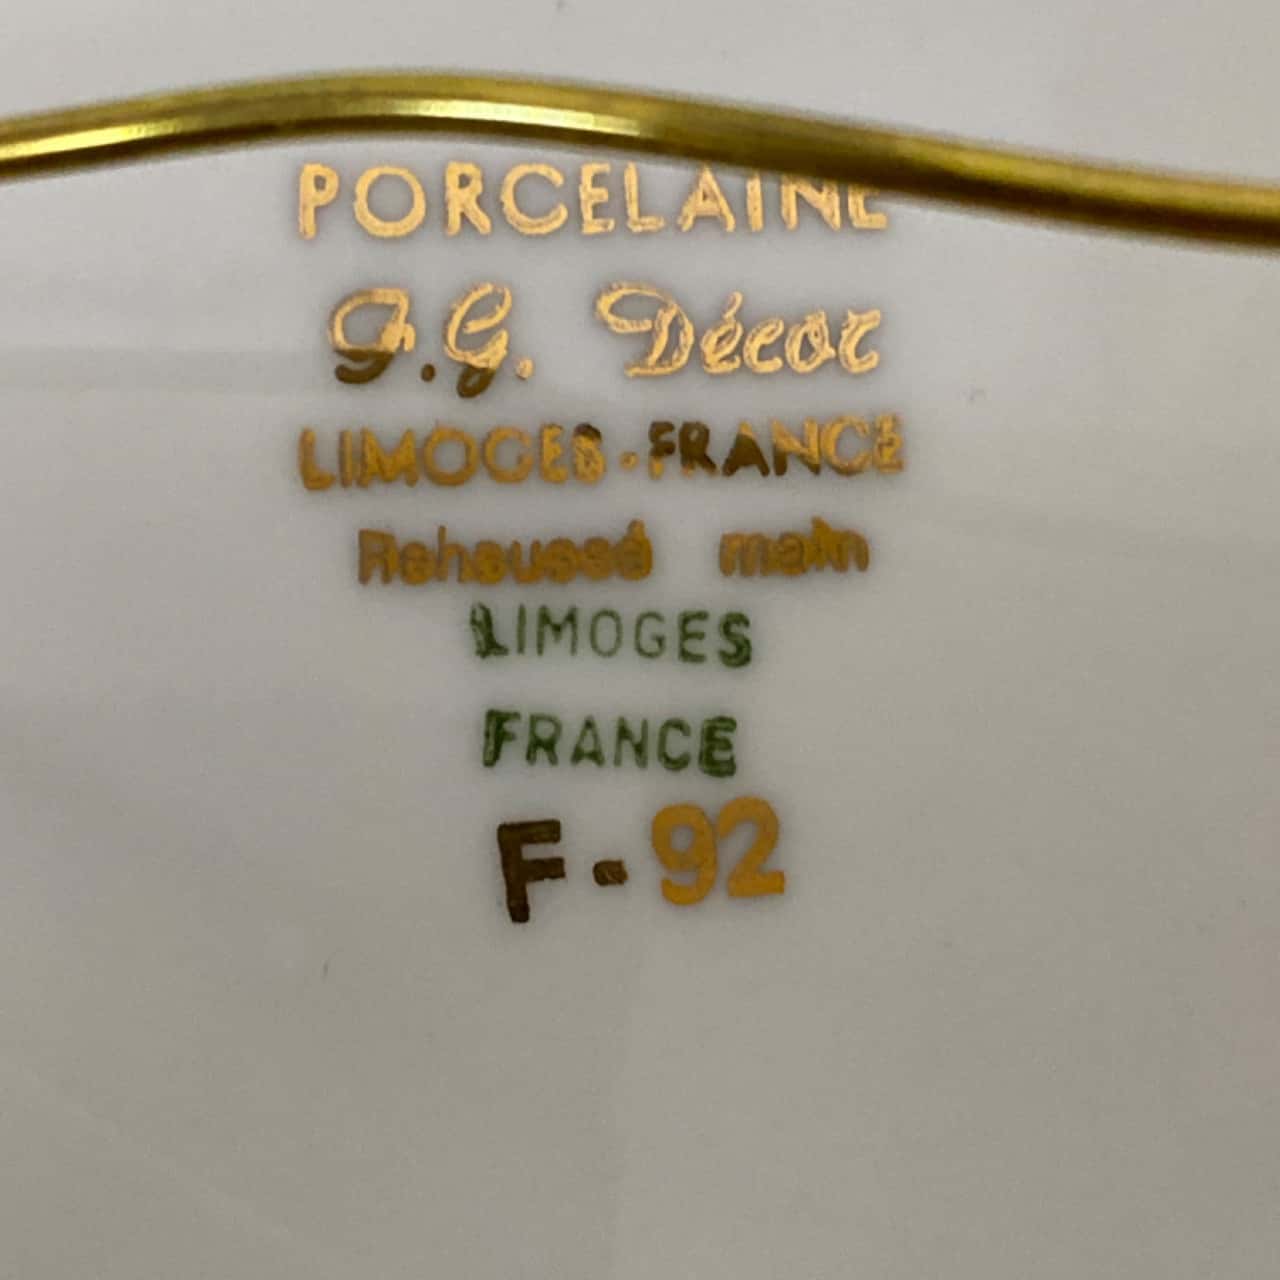 PORCELAINE
G.G. Décor
LIMOGES - FRANCE
Rehaussé main
LIMOGES
FRANCE
F - 92